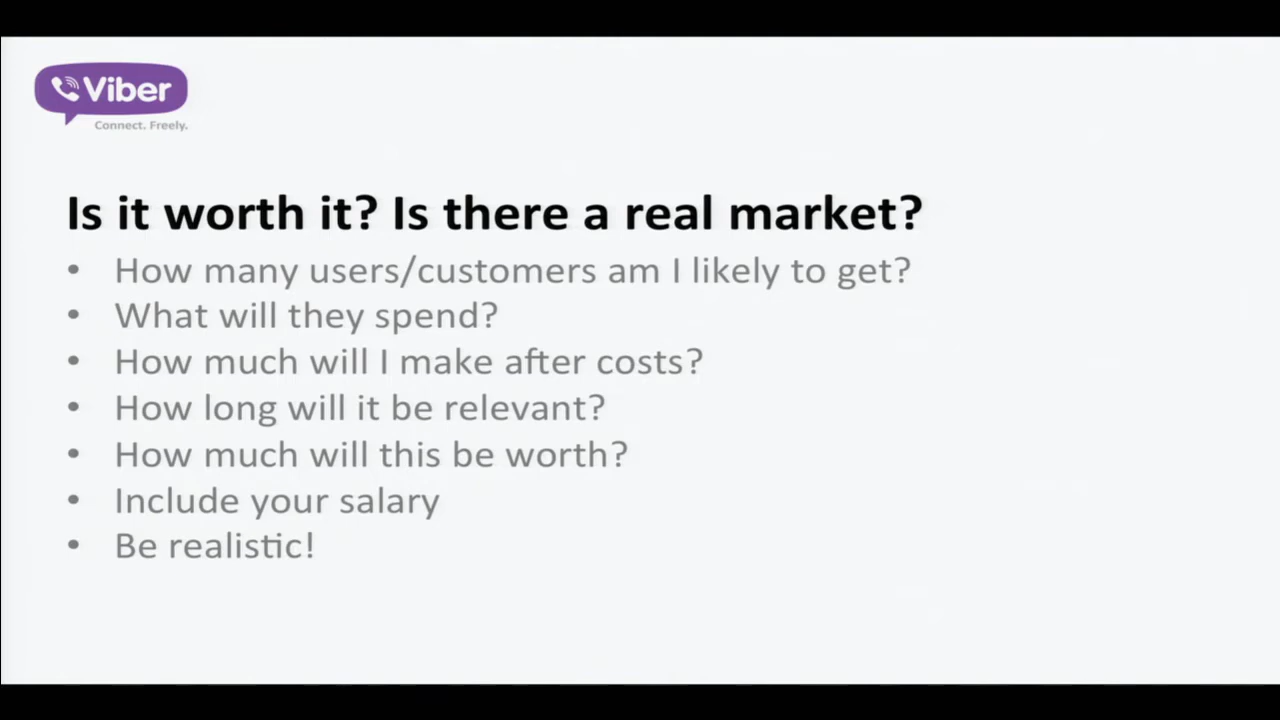 Viber
Connect. Freely.
Is it worth it? Is there a real market?
• How many users/customers am I likely to get?
• What will they spend?
• How much will I make after costs?
• How long will it be relevant?
• How much will this be worth?
• Include your salary
• Be realistic!